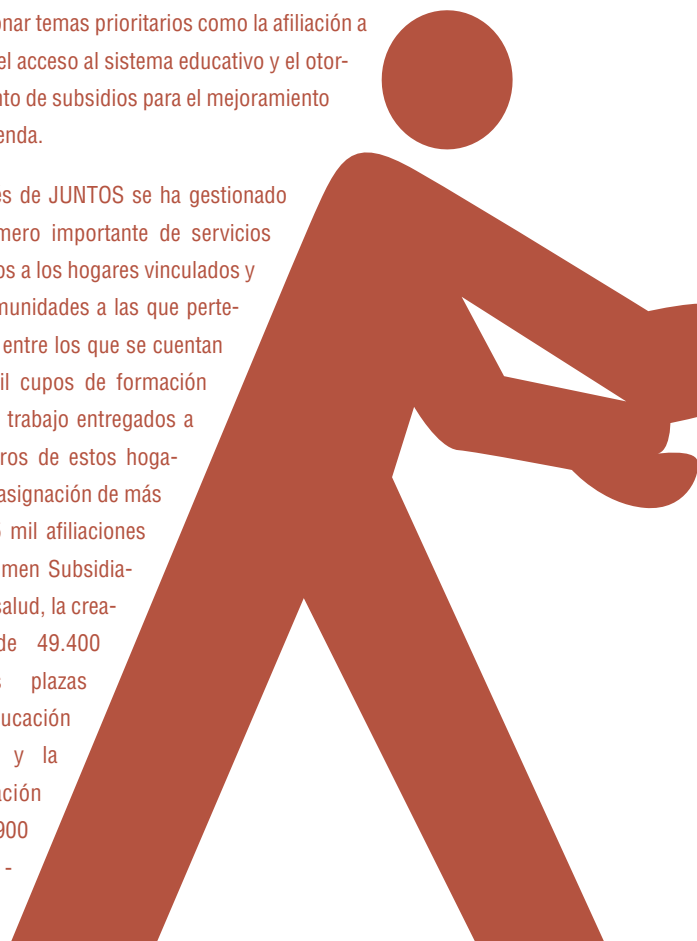 onar temas prioritarios como la afiliación a
el acceso al sistema educativo y el otor-
nto de subsidios para el mejoramiento
enda.
es de JUNTOS se ha gestionado
mero importante de servicios
os a los hogares vinculados y
munidades a las que perte-
entre los que se cuentan
il cupos de formación
trabajo entregados a
ros de estos hoga-
asignación de más
mil afiliaciones
men Subsidia-
salud, la crea-
de 49.400
plazas
ucación
y la
ación
900
-